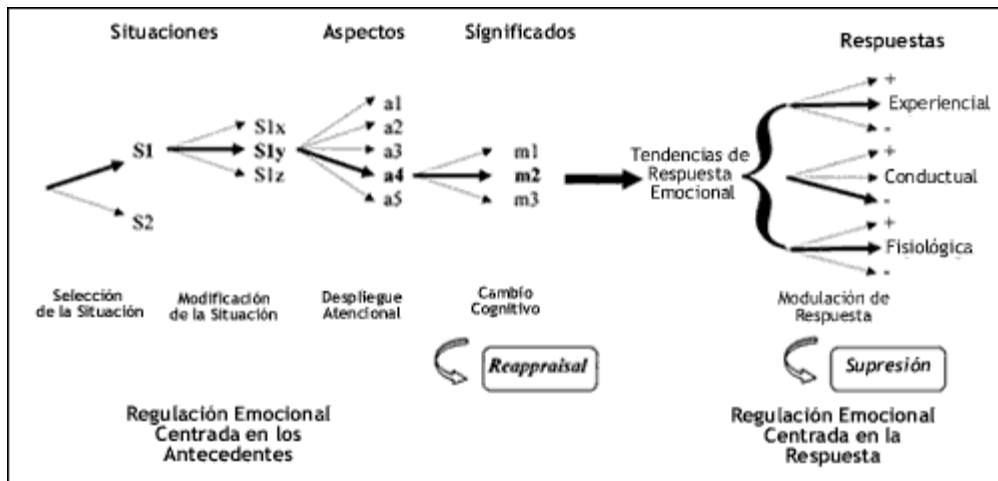 Situaciones
Aspectos
Significados
Respuestas
S1
S2
S1x
S1y
S1z
a1
a2
a3
a4
a5
m1
m2
m3
Tendencias de
Respuesta
Emocional
+
Experiencial
-
+
Conductual
-
+
Fisiológica
-
Selección
de la Situación
Modificación
de la Situación
Despliegue
Atencional
Cambio
Cognitivo
Modulación de
Respuesta
Reappraisal
Supresión
Regulación Emocional
Centrada en los
Antecedentes
Regulación Emocional
Centrada en la
Respuesta